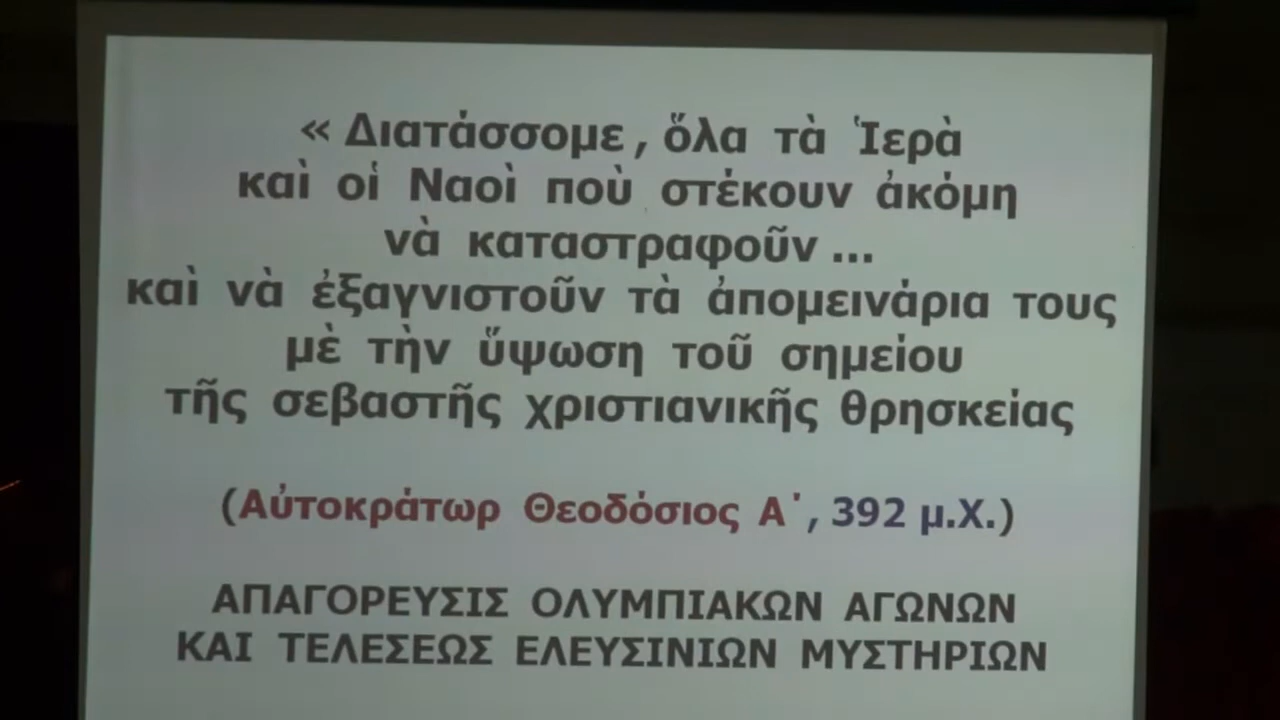 « Διατάσσομε , ὅλα τὰ Ἱερὰ
καὶ οἱ Ναοὶ ποὺ στέκουν ἀκόμη
νὰ καταστραφοῦν ...
καὶ νὰ ἐξαγνιστοῦν τὰ ἀπομεινάρια τους
μὲ τὴν ὕψωση τοῦ σημείου
τῆς σεβαστῆς χριστιανικῆς θρησκείας
(Αὐτοκράτωρ Θεοδόσιος Α΄, 392 μ.Χ.)
ΑΠΑΓΟΡΕΥΣΙΣ ΟΛΥΜΠΙΑΚΩΝ ΑΓΩΝΩΝ
ΚΑΙ ΤΕΛΕΣΕΩΣ ΕΛΕΥΣΙΝΙΩΝ ΜΥΣΤΗΡΙΩΝ